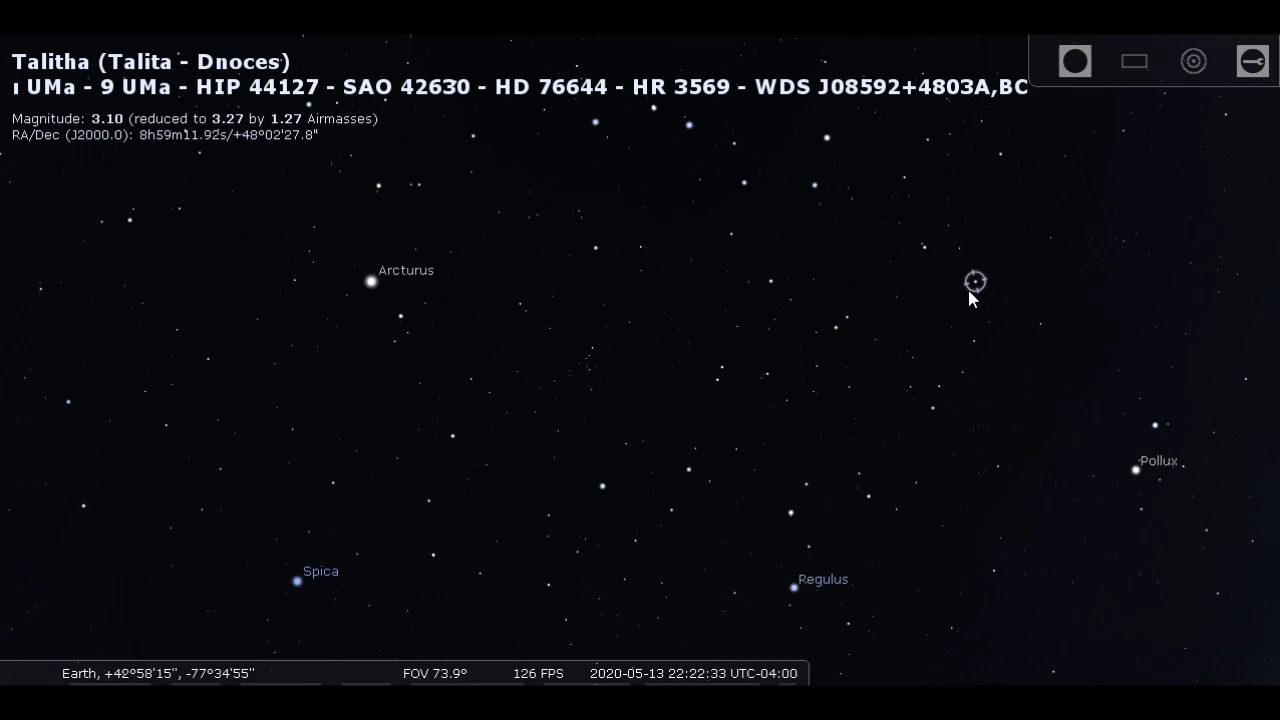 Talitha (Talita - Dnoces)
ι UMa - 9 UMa - HIP 44127 - SAO 42630 - HD 76644 - HR 3569 - WDS J08592+4803A,BC
Magnitude: 3.10 (reduced to 3.27 by 1.27 Airmasses)
RA/Dec (J2000.0): 8h59m11.92s/+48°02'27.8"
Arcturus
Pollux
Spica
Regulus
Earth, +42°58'15", -77°34'55" FOV 73.9° 126 FPS 2020-05-13 22:22:33 UTC-04:00